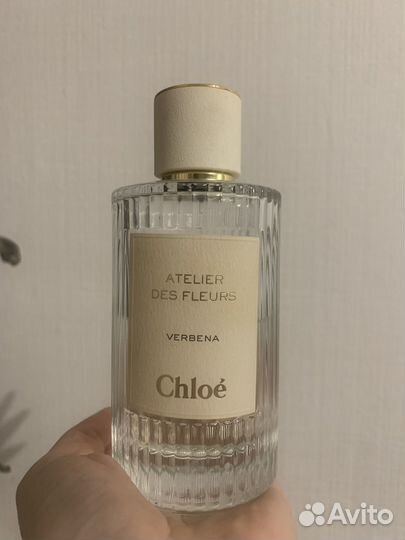 ATELIER
DES FLEURS
VERBENA
Chloé
Avito